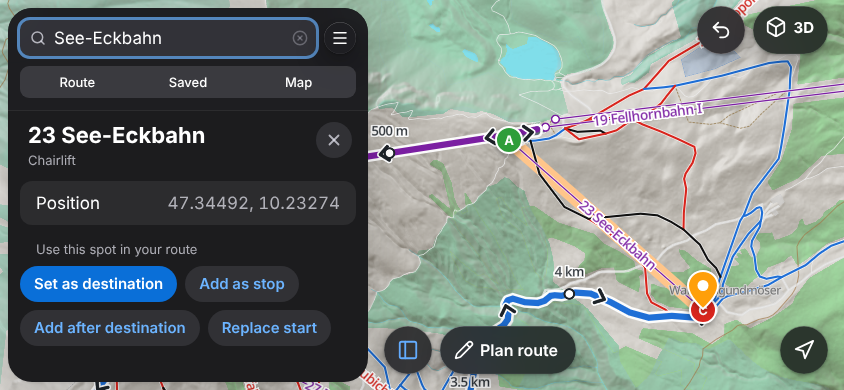 See-Eckbahn
3D
Route Saved Map
23 See-Eckbahn
Chairlift
Position 47.34492, 10.23274
Use this spot in your route
Set as destination
Add as stop
Add after destination
Replace start
500 m
A
19 Fellhornbahn I
23 See-Eckbahn
4 km
C
Plan route
3.5 km